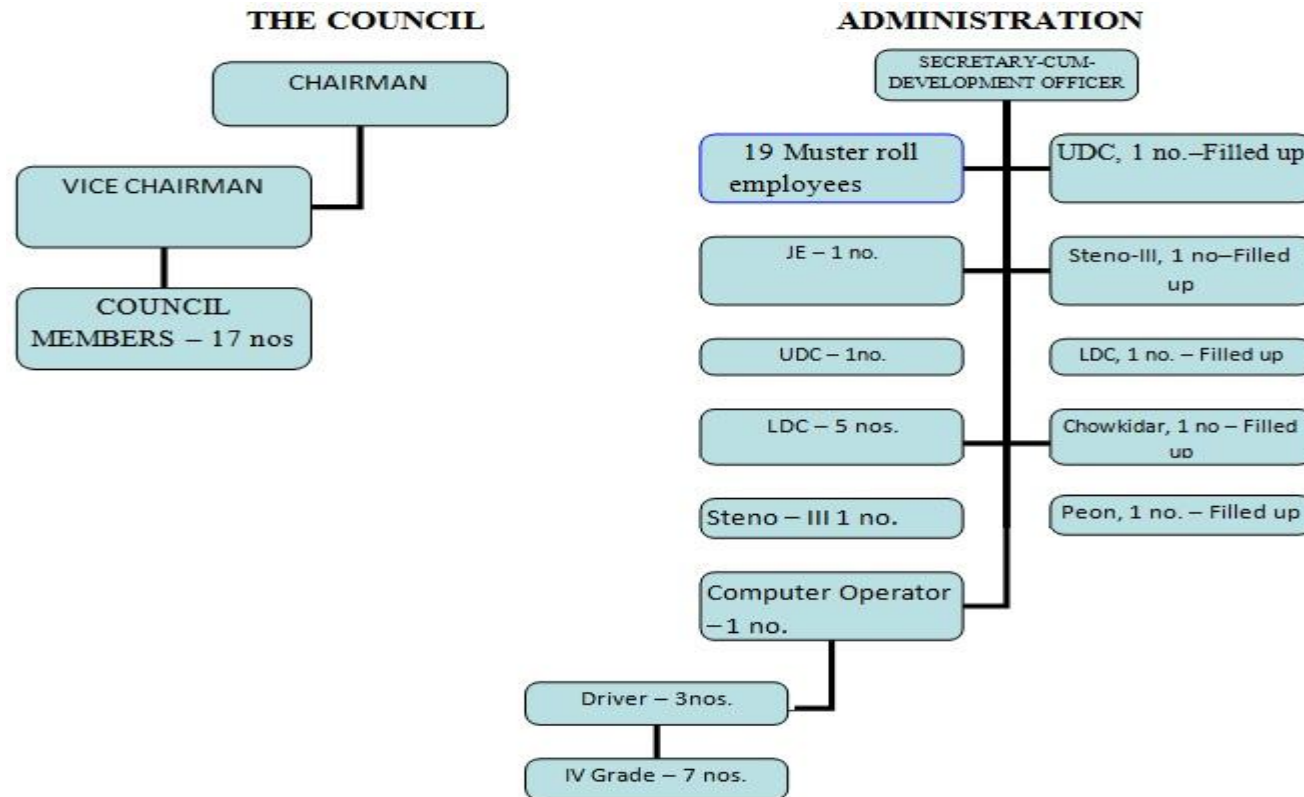 THE COUNCIL
CHAIRMAN
VICE CHAIRMAN
COUNCIL
MEMBERS – 17 nos
ADMINISTRATION
SECRETARY-CUM-
DEVELOPMENT OFFICER
19 Muster roll
employees
UDC, 1 no.–Filled up
JE – 1 no.
Steno-III, 1 no–Filled
up
UDC – 1no.
LDC, 1 no. – Filled up
LDC – 5 nos.
Chowkidar, 1 no – Filled
up
Steno – III 1 no.
Peon, 1 no. – Filled up
Computer Operator
–1 no.
Driver – 3nos.
IV Grade – 7 nos.